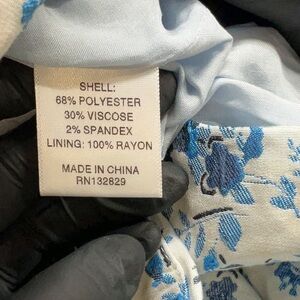 SHELL:
68% POLYESTER
30% VISCOSE
2% SPANDEX
LINING: 100% RAYON
MADE IN CHINA
RN132829